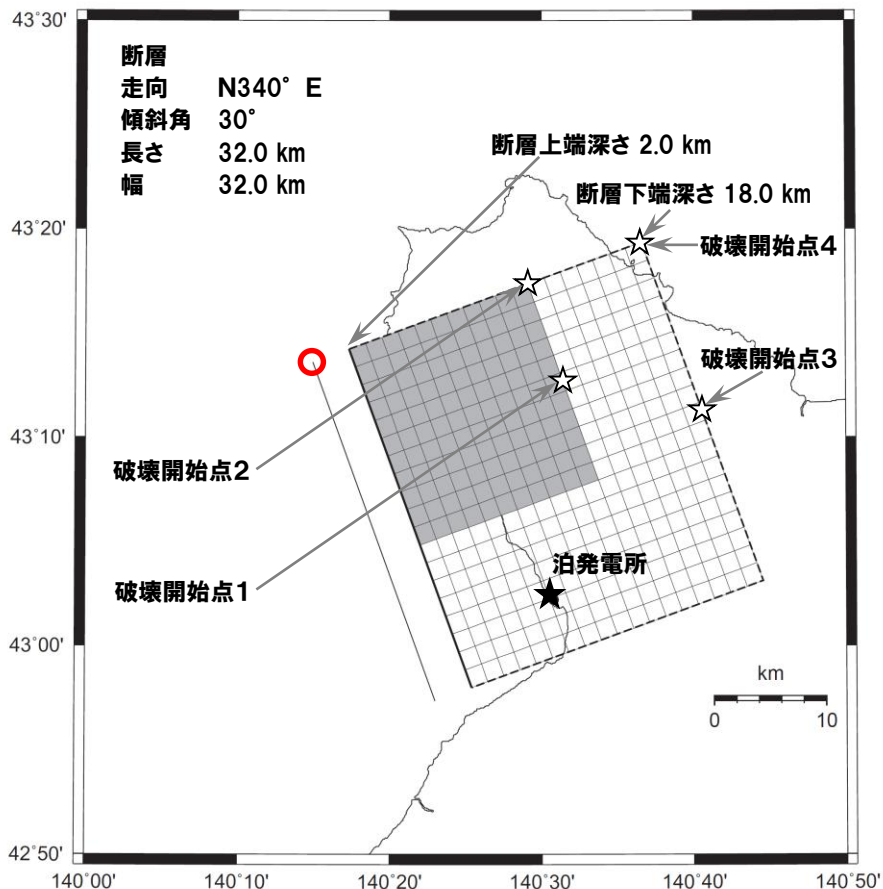 43°30'
断層
走向 N340°E
傾斜角 30°
長さ 32.0 km
幅 32.0 km
断層上端深さ 2.0 km
断層下端深さ 18.0 km
43°20'
破壊開始点4
破壊開始点3
43°10'
破壊開始点2
泊発電所
破壊開始点1
43°00'
km
0 10
42°50'
140°00' 140°10' 140°20' 140°30' 140°40' 140°50'